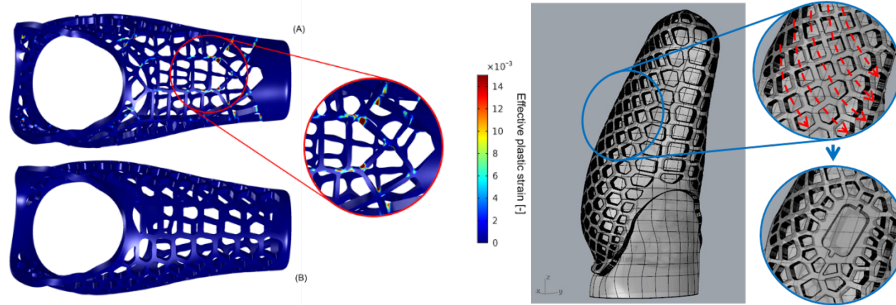 (A)
×10⁻³
14
12
10
8
6
4
2
0
Effective plastic strain [-]
(B)
z
x
y